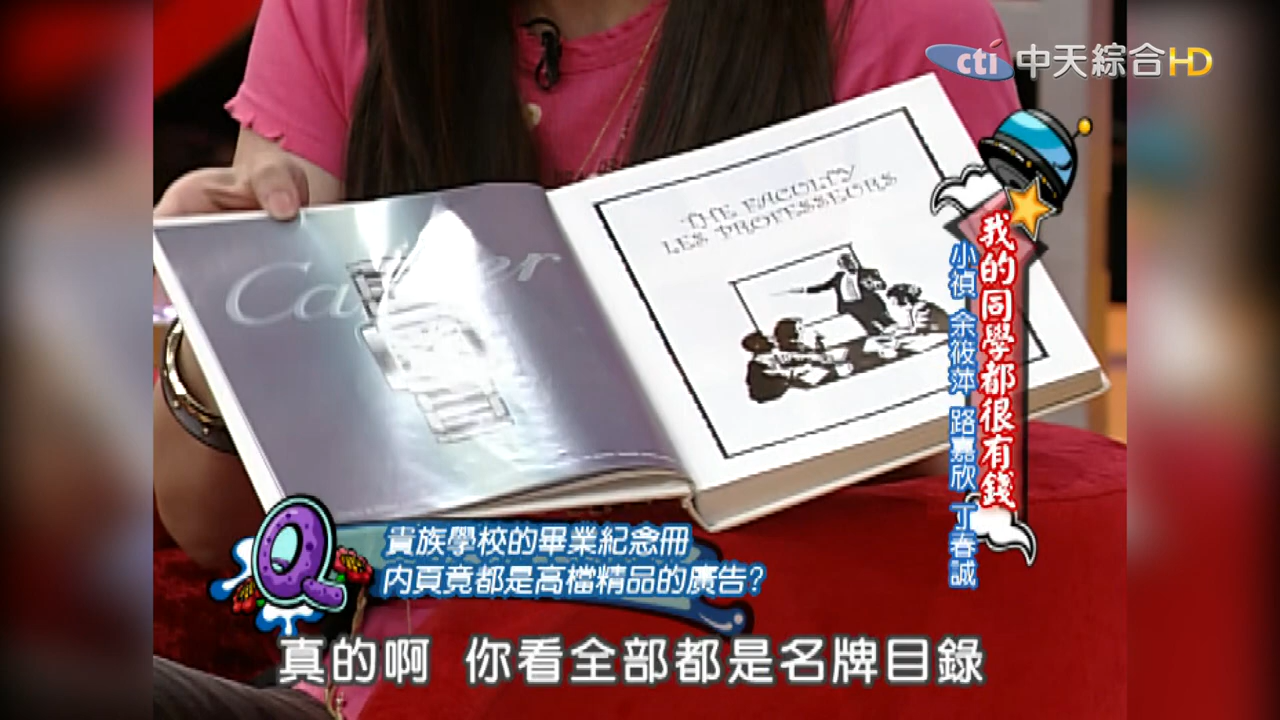 cti 中天綜合HD
我的同學都很有錢
小禎 余筱萍 路嘉欣 丁春誠
THE FACULTY
LES PROFESSEURS
Cartier
Q
貴族學校的畢業紀念冊
內頁竟都是高檔精品的廣告?
真的啊 你看全部都是名牌目錄